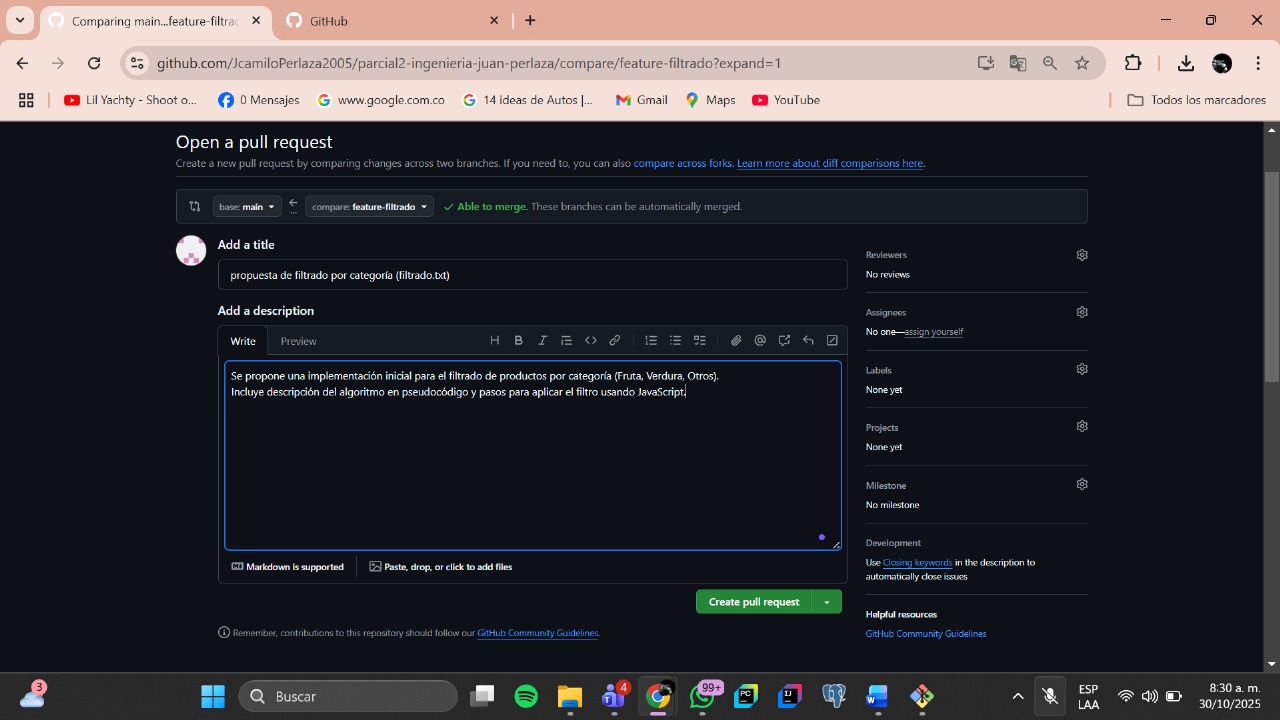 Comparing main...feature-filtrad
GitHub
github.com/JcamiloPerlaza2005/parcial2-ingenieria-juan-perlaza/compare/feature-filtrado?expand=1
Lil Yachty - Shoot o...
0 Mensajes
www.google.com.co
14 ideas de Autos |...
Gmail
Maps
YouTube
Todos los marcadores
Open a pull request
Create a new pull request by comparing changes across two branches. If you need to, you can also compare across forks. Learn more about diff comparisons here.
base: main
...
compare: feature-filtrado
Able to merge. These branches can be automatically merged.
Add a title
propuesta de filtrado por categoría (filtrado.txt)
Add a description
Write
Preview
H B I
Se propone una implementación inicial para el filtrado de productos por categoría (Fruta, Verdura, Otros).
Incluye descripción del algoritmo en pseudocódigo y pasos para aplicar el filtro usando JavaScript.
Markdown is supported
Paste, drop, or click to add files
Create pull request
Remember, contributions to this repository should follow our GitHub Community Guidelines.
Reviewers
No reviews
Assignees
No one—assign yourself
Labels
None yet
Projects
None yet
Milestone
No milestone
Development
Use Closing keywords in the description to
automatically close issues
Helpful resources
GitHub Community Guidelines
3
Buscar
4
99+
PC
IJ
W
ESP
LAA
8:30 a. m.
30/10/2025